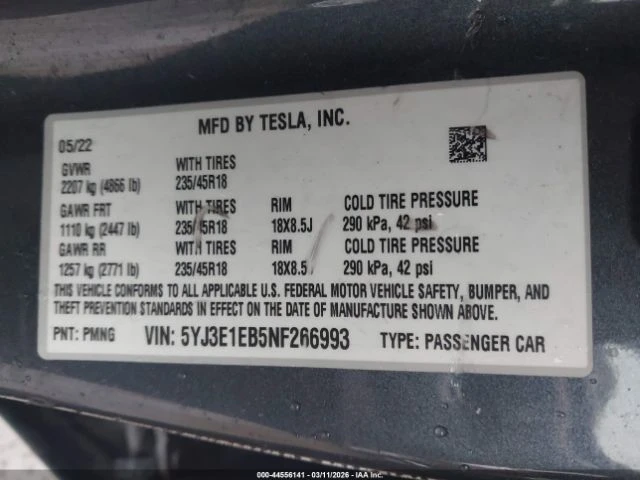 MFD BY TESLA, INC.
05/22
GVWR WITH TIRES
2207 kg (4866 lb) 235/45R18
GAWR FRT WITH TIRES RIM COLD TIRE PRESSURE
1110 kg (2447 lb) 235/45R18 18X8.5J 290 kPa, 42 psi
GAWR RR WITH TIRES RIM COLD TIRE PRESSURE
1257 kg (2771 lb) 235/45R18 18X8.5 290 kPa, 42 psi
THIS VEHICLE CONFORMS TO ALL APPLICABLE U.S. FEDERAL MOTOR VEHICLE SAFETY, BUMPER, AND
THEFT PREVENTION STANDARDS IN EFFECT ON THE DATE OF MANUFACTURE SHOWN ABOVE.
PNT: PMNG VIN: 5YJ3E1EB5NF266993 TYPE: PASSENGER CAR
000-44556141 - 03/11/2026 - IAA Inc.